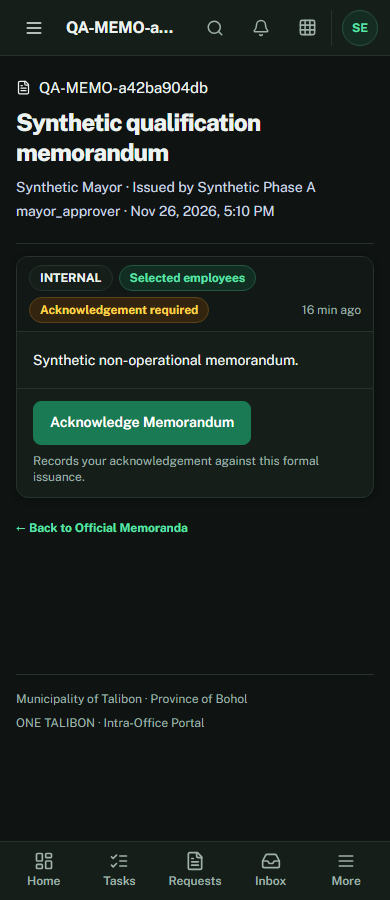 QA-MEMO-a...
SE
QA-MEMO-a42ba904db
Synthetic qualification
memorandum
Synthetic Mayor · Issued by Synthetic Phase A
mayor_approver · Nov 26, 2026, 5:10 PM
INTERNAL
Selected employees
Acknowledgement required
16 min ago
Synthetic non-operational memorandum.
Acknowledge Memorandum
Records your acknowledgement against this formal
issuance.
← Back to Official Memoranda
Municipality of Talibon · Province of Bohol
ONE TALIBON · Intra-Office Portal
Home
Tasks
Requests
Inbox
More